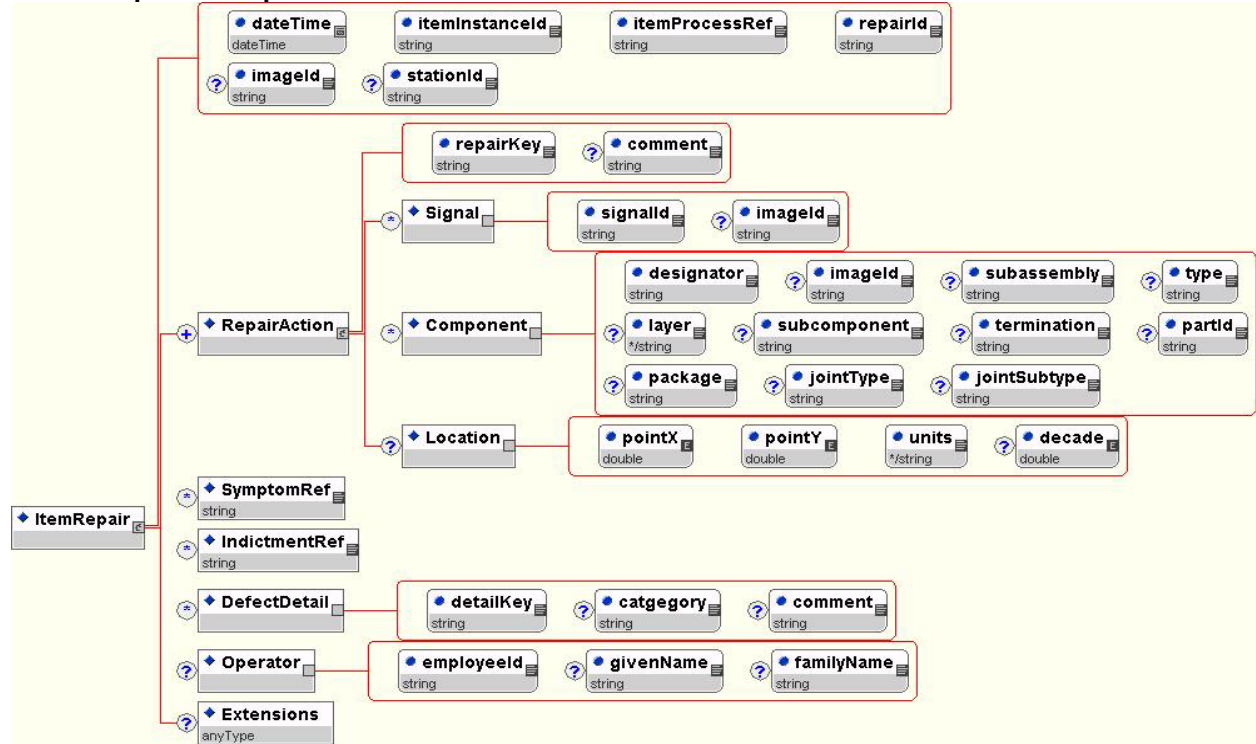 dateTime itemInstanceId itemProcessRef repairId
dateTime string string string
? imageId ? stationId
string string
repairKey ? comment
string string
* Signal signalId ? imageId
string string
designator ? imageId ? subassembly ? type
string string string string
+ RepairAction * Component ? layer ? subcomponent ? termination ? partId
*/string string string string
? package ? jointType ? jointSubtype
string string string
? Location pointX pointY units ? decade
double double */string double
* SymptomRef
string
ItemRepair
* IndictmentRef
string
* DefectDetail detailKey ? catgegory ? comment
string string string
? Operator employeeId ? givenName ? familyName
string string string
? Extensions
anyType